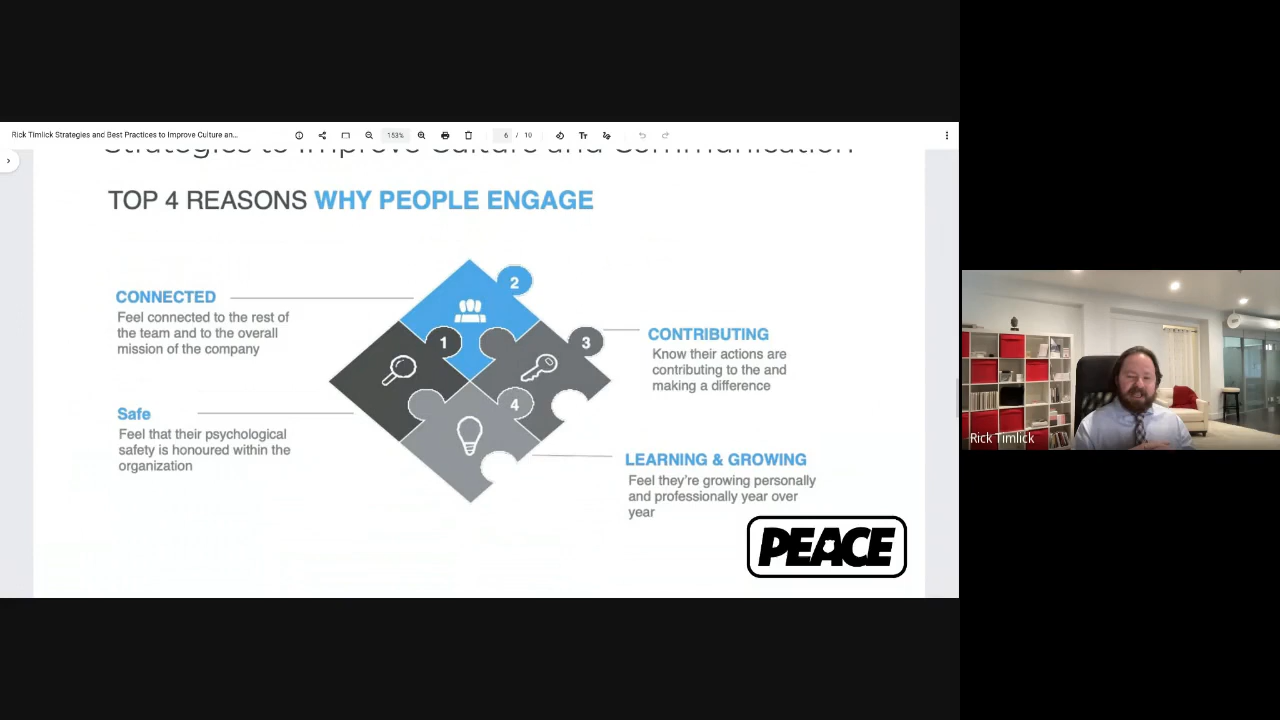 Rick Timlick Strategies and Best Practices to Improve Culture an...
153%
6 / 10
Strategies to Improve Culture and Communication
TOP 4 REASONS WHY PEOPLE ENGAGE
CONNECTED
Feel connected to the rest of
the team and to the overall
mission of the company
Safe
Feel that their psychological
safety is honoured within the
organization
1
2
3
4
CONTRIBUTING
Know their actions are
contributing to the and
making a difference
LEARNING & GROWING
Feel they're growing personally
and professionally year over
year
PEACE
Rick Timlick